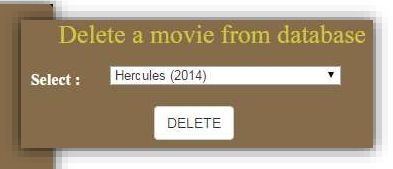 Delete a movie from database
Select : Hercules (2014)
DELETE